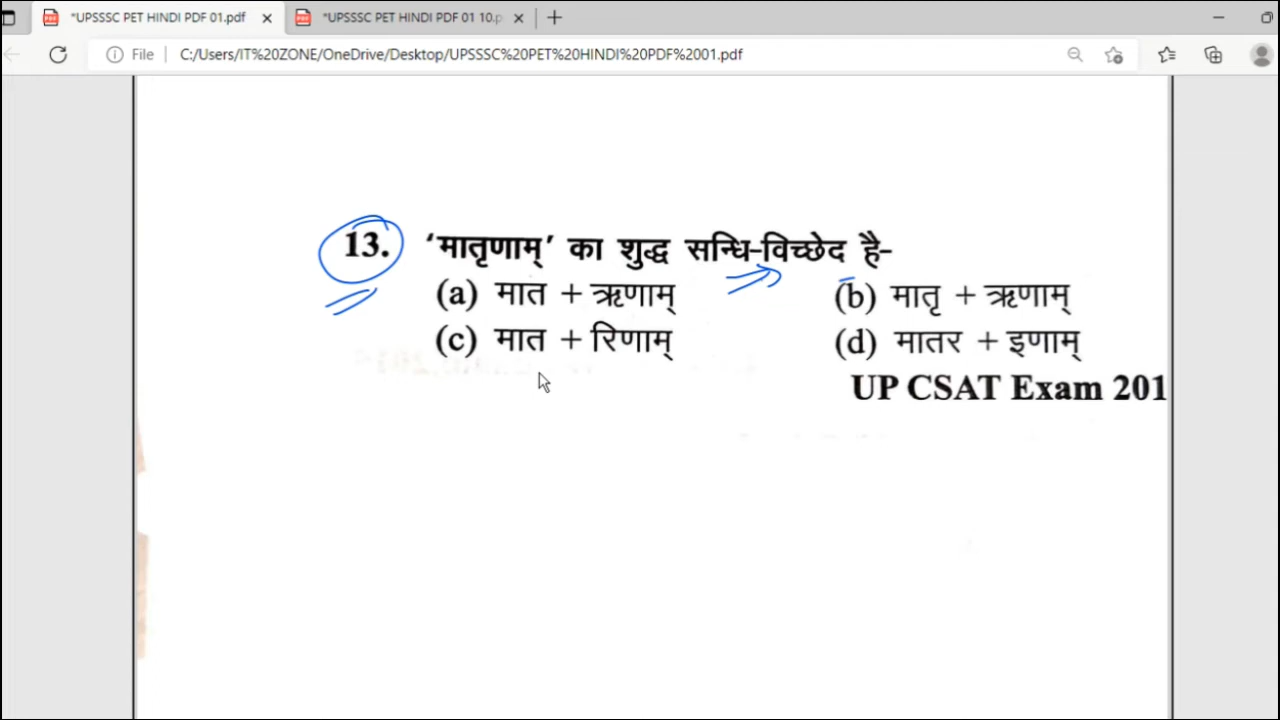 *UPSSSC PET HINDI PDF 01.pdf
*UPSSSC PET HINDI PDF 01 10.p
File
C:/Users/IT%20ZONE/OneDrive/Desktop/UPSSSC%20PET%20HINDI%20PDF%2001.pdf
13. ‘मातृणाम्’ का शुद्ध सन्धि-विच्छेद है-
(a) मात + ऋणाम् (b) मातृ + ऋणाम्
(c) मात + रिणाम् (d) मातर + इणाम्
UP CSAT Exam 201